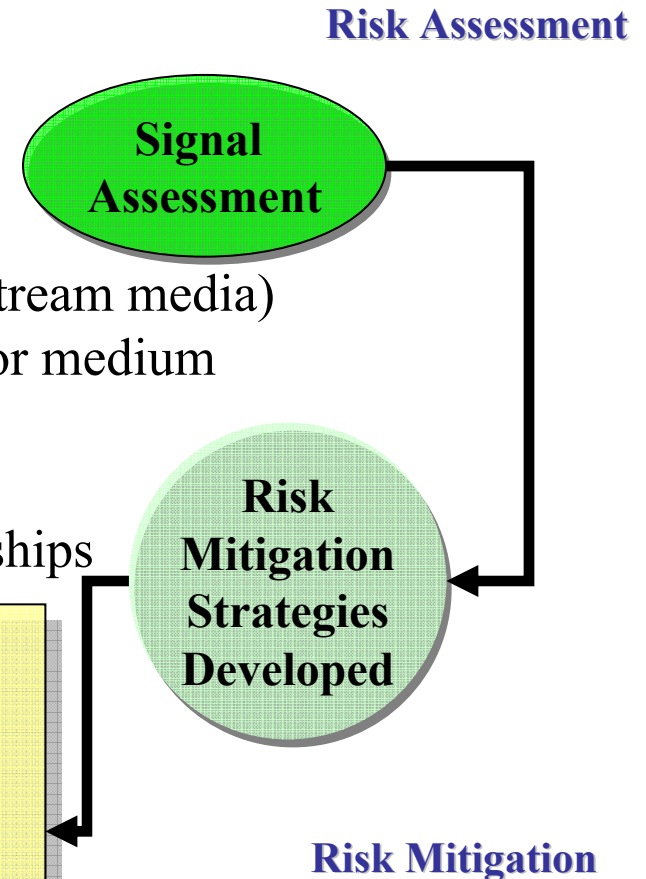 Risk Assessment
Signal
Assessment
tream media)
or medium
Risk
Mitigation
ships
Strategies
Developed
Risk Mitigation